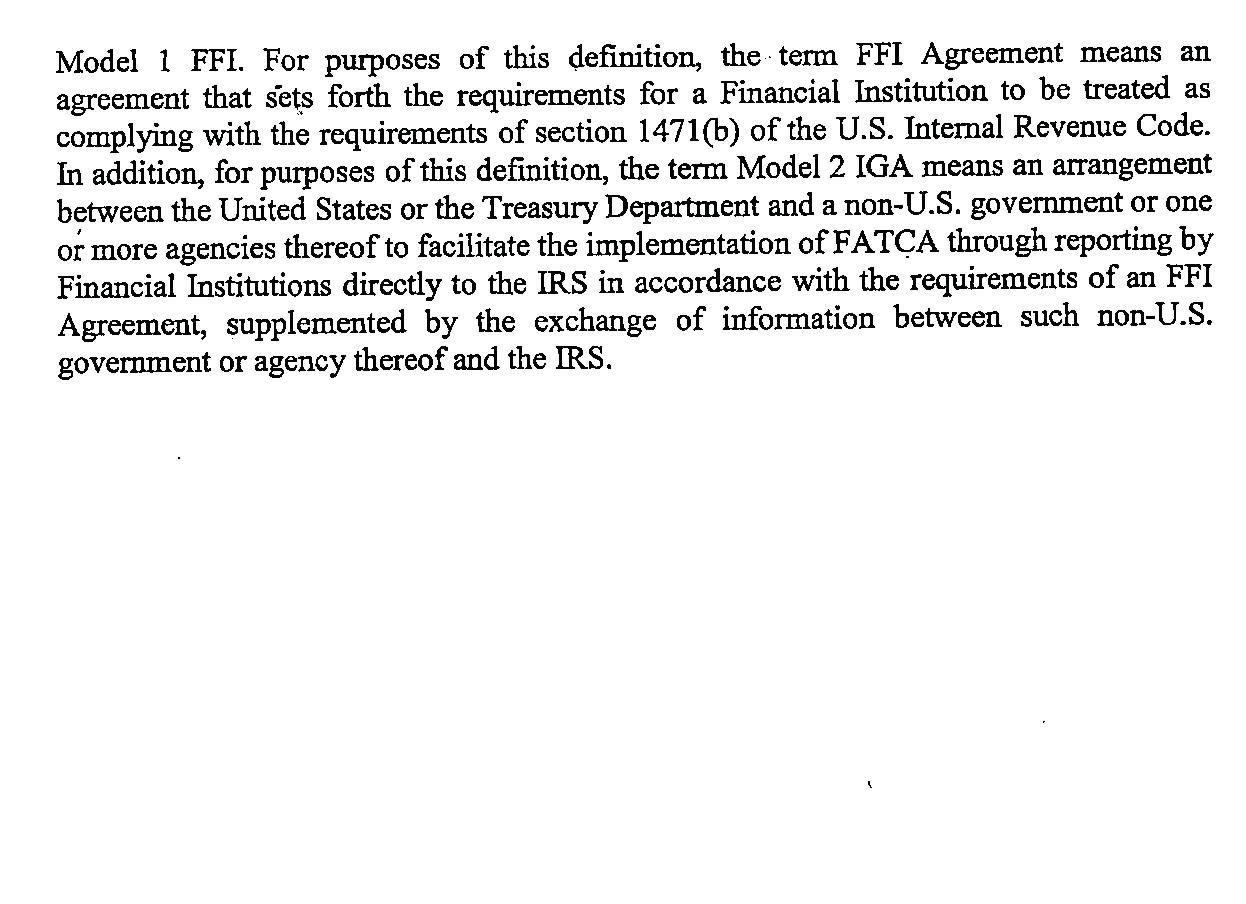 Model 1 FFI. For purposes of this definition, the term FFI Agreement means an
agreement that sets forth the requirements for a Financial Institution to be treated as
complying with the requirements of section 1471(b) of the U.S. Internal Revenue Code.
In addition, for purposes of this definition, the term Model 2 IGA means an arrangement
between the United States or the Treasury Department and a non-U.S. government or one
or more agencies thereof to facilitate the implementation of FATCA through reporting by
Financial Institutions directly to the IRS in accordance with the requirements of an FFI
Agreement, supplemented by the exchange of information between such non-U.S.
government or agency thereof and the IRS.